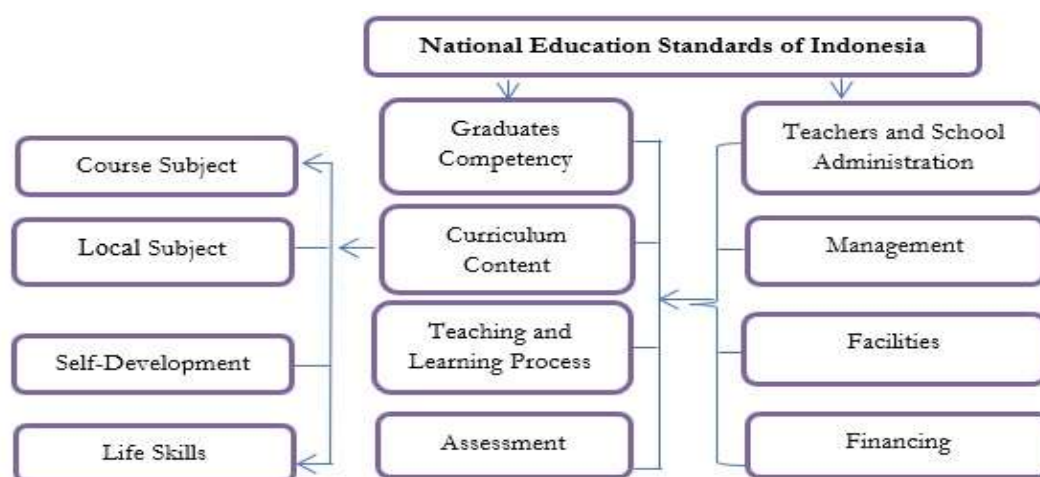 National Education Standards of Indonesia
Graduates
Competency
Teachers and School
Administration
Course Subject
Local Subject
Curriculum
Content
Management
Teaching and
Learning Process
Facilities
Self-Development
Assessment
Financing
Life Skills